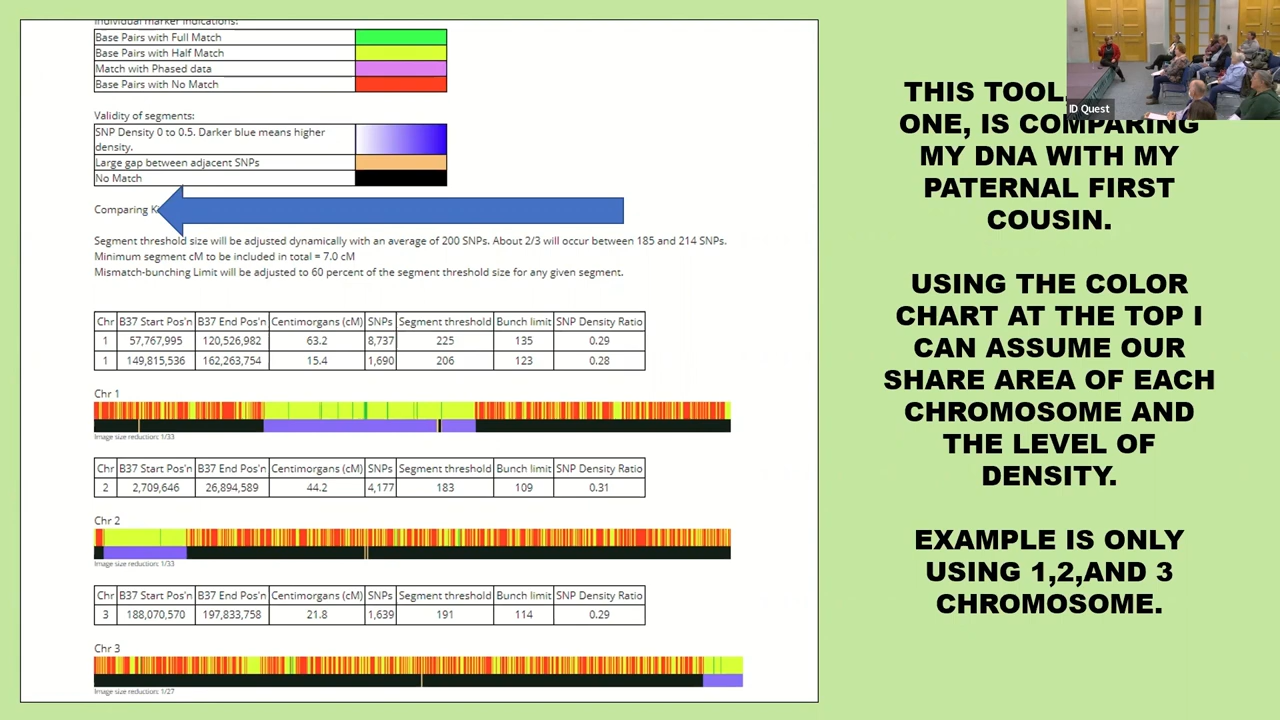 Individual marker indications:
Base Pairs with Full Match
Base Pairs with Half Match
Match with Phased data
Base Pairs with No Match
Validity of segments:
SNP Density 0 to 0.5. Darker blue means higher
density.
Large gap between adjacent SNPs
No Match
Comparing
Segment threshold size will be adjusted dynamically with an average of 200 SNPs. About 2/3 will occur between 185 and 214 SNPs.
Minimum segment cM to be included in total = 7.0 cM
Mismatch-bunching Limit will be adjusted to 60 percent of the segment threshold size for any given segment.
Chr B37 Start Pos'n B37 End Pos'n Centimorgans (cM) SNPs Segment threshold Bunch limit SNP Density Ratio
1 57,767,995 120,526,982 63.2 8,737 225 135 0.29
1 149,815,536 162,263,754 15.4 1,690 206 123 0.28
Chr 1
Image size reduction: 1/33
Chr B37 Start Pos'n B37 End Pos'n Centimorgans (cM) SNPs Segment threshold Bunch limit SNP Density Ratio
2 2,709,646 26,894,589 44.2 4,177 183 109 0.31
Chr 2
Image size reduction: 1/33
Chr B37 Start Pos'n B37 End Pos'n Centimorgans (cM) SNPs Segment threshold Bunch limit SNP Density Ratio
3 188,070,570 197,833,758 21.8 1,639 191 114 0.29
Chr 3
Image size reduction: 1/27
THIS TOOL
ONE, IS COMPARING
MY DNA WITH MY
PATERNAL FIRST
COUSIN.
USING THE COLOR
CHART AT THE TOP I
CAN ASSUME OUR
SHARE AREA OF EACH
CHROMOSOME AND
THE LEVEL OF
DENSITY.
EXAMPLE IS ONLY
USING 1,2,AND 3
CHROMOSOME.
ID Quest